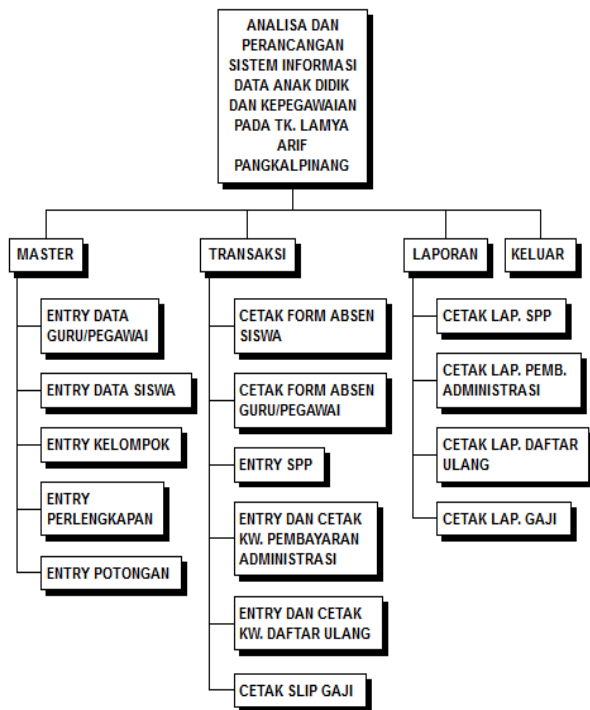 ANALISA DAN
PERANCANGAN
SISTEM INFORMASI
DATA ANAK DIDIK
DAN KEPEGAWAIAN
PADA TK. LAMYA
ARIF
PANGKALPINANG
MASTER
ENTRY DATA
GURU/PEGAWAI
ENTRY DATA SISWA
ENTRY KELOMPOK
ENTRY
PERLENGKAPAN
ENTRY POTONGAN
TRANSAKSI
CETAK FORM ABSEN
SISWA
CETAK FORM ABSEN
GURU/PEGAWAI
ENTRY SPP
ENTRY DAN CETAK
KW. PEMBAYARAN
ADMINISTRASI
ENTRY DAN CETAK
KW. DAFTAR ULANG
CETAK SLIP GAJI
LAPORAN
CETAK LAP. SPP
CETAK LAP. PEMB.
ADMINISTRASI
CETAK LAP. DAFTAR
ULANG
CETAK LAP. GAJI
KELUAR